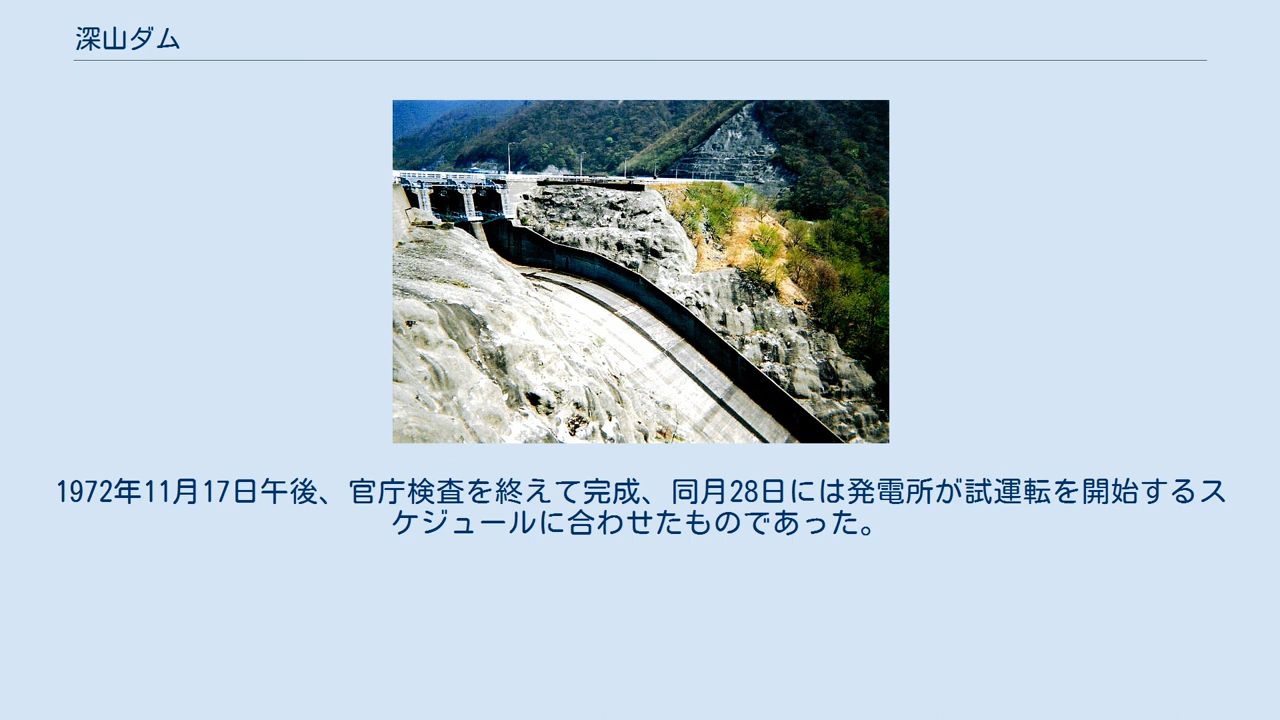 深山ダム
1972年11月17日午後、官庁検査を終えて完成、同月28日には発電所が試運転を開始するス
ケジュールに合わせたものであった。